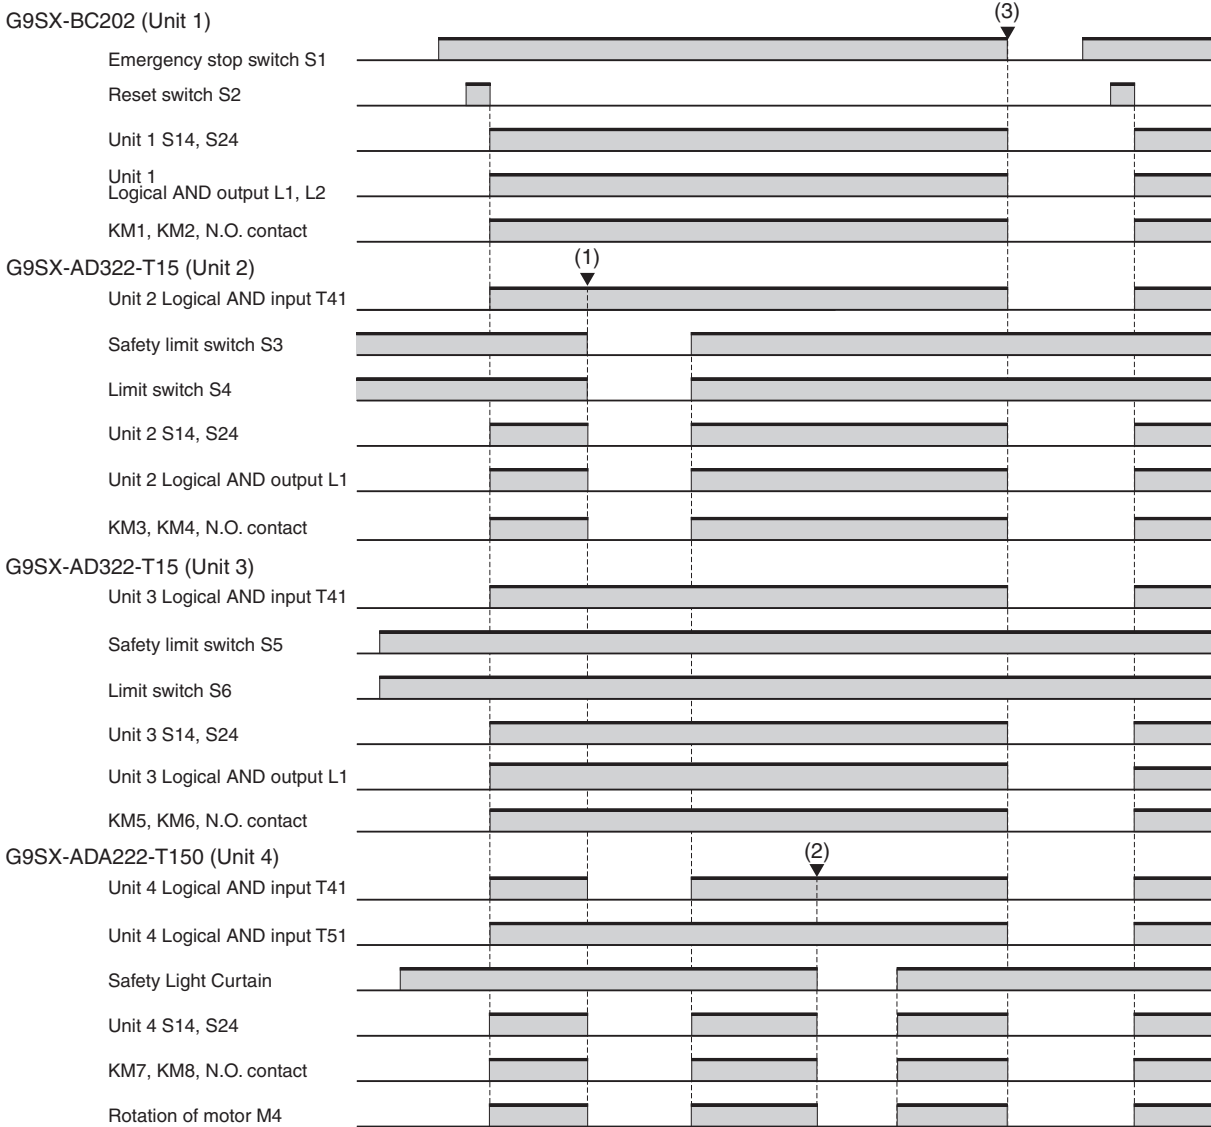 (3)
G9SX-BC202 (Unit 1)
Emergency stop switch S1
Reset switch S2
Unit 1 S14, S24
Unit 1
Logical AND output L1, L2
KM1, KM2, N.O. contact
(1)
G9SX-AD322-T15 (Unit 2)
Unit 2 Logical AND input T41
Safety limit switch S3
Limit switch S4
Unit 2 S14, S24
Unit 2 Logical AND output L1
KM3, KM4, N.O. contact
G9SX-AD322-T15 (Unit 3)
Unit 3 Logical AND input T41
Safety limit switch S5
Limit switch S6
Unit 3 S14, S24
Unit 3 Logical AND output L1
KM5, KM6, N.O. contact
(2)
G9SX-ADA222-T150 (Unit 4)
Unit 4 Logical AND input T41
Unit 4 Logical AND input T51
Safety Light Curtain
Unit 4 S14, S24
KM7, KM8, N.O. contact
Rotation of motor M4